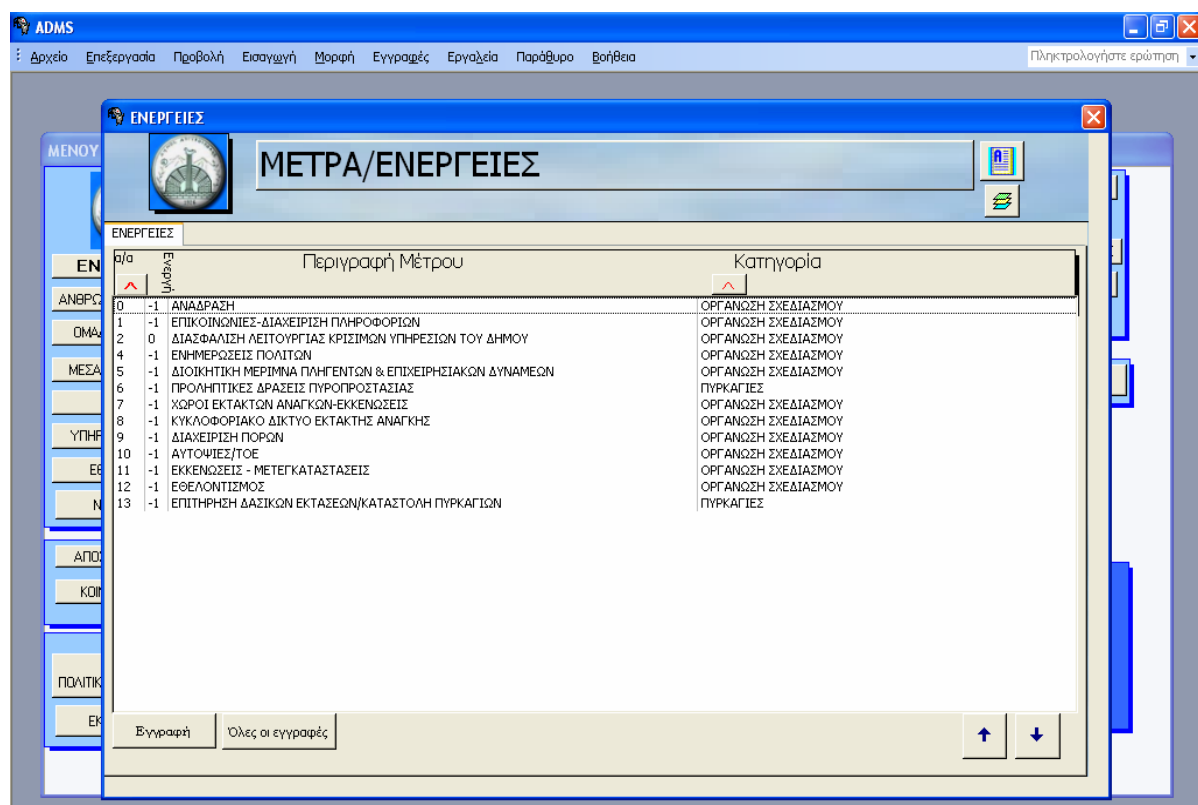 ADMS
Αρχείο Επεξεργασία Προβολή Εισαγωγή Μορφή Εγγραφές Εργαλεία Παράθυρο Βοήθεια Πληκτρολογήστε ερώτηση
ΕΝΕΡΓΕΙΕΣ
ΜΕΝΟΥ
ΜΕΤΡΑ/ΕΝΕΡΓΕΙΕΣ
ΕΝΕΡΓΕΙΕΣ
α/α Ενεργή Περιγραφή Μέτρου Κατηγορία
0 -1 ΑΝΑΔΡΑΣΗ ΟΡΓΑΝΩΣΗ ΣΧΕΔΙΑΣΜΟΥ
1 -1 ΕΠΙΚΟΙΝΩΝΙΕΣ-ΔΙΑΧΕΙΡΙΣΗ ΠΛΗΡΟΦΟΡΙΩΝ ΟΡΓΑΝΩΣΗ ΣΧΕΔΙΑΣΜΟΥ
2 0 ΔΙΑΣΦΑΛΙΣΗ ΛΕΙΤΟΥΡΓΙΑΣ ΚΡΙΣΙΜΩΝ ΥΠΗΡΕΣΙΩΝ ΤΟΥ ΔΗΜΟΥ ΟΡΓΑΝΩΣΗ ΣΧΕΔΙΑΣΜΟΥ
4 -1 ΕΝΗΜΕΡΩΣΕΙΣ ΠΟΛΙΤΩΝ ΟΡΓΑΝΩΣΗ ΣΧΕΔΙΑΣΜΟΥ
5 -1 ΔΙΟΙΚΗΤΙΚΗ ΜΕΡΙΜΝΑ ΠΛΗΓΕΝΤΩΝ & ΕΠΙΧΕΙΡΗΣΙΑΚΩΝ ΔΥΝΑΜΕΩΝ ΟΡΓΑΝΩΣΗ ΣΧΕΔΙΑΣΜΟΥ
6 -1 ΠΡΟΛΗΠΤΙΚΕΣ ΔΡΑΣΕΙΣ ΠΥΡΟΠΡΟΣΤΑΣΙΑΣ ΠΥΡΚΑΓΙΕΣ
7 -1 ΧΩΡΟΙ ΕΚΤΑΚΤΩΝ ΑΝΑΓΚΩΝ-ΕΚΚΕΝΩΣΕΙΣ ΟΡΓΑΝΩΣΗ ΣΧΕΔΙΑΣΜΟΥ
8 -1 ΚΥΚΛΟΦΟΡΙΑΚΟ ΔΙΚΤΥΟ ΕΚΤΑΚΤΗΣ ΑΝΑΓΚΗΣ ΟΡΓΑΝΩΣΗ ΣΧΕΔΙΑΣΜΟΥ
9 -1 ΔΙΑΧΕΙΡΙΣΗ ΠΟΡΩΝ ΟΡΓΑΝΩΣΗ ΣΧΕΔΙΑΣΜΟΥ
10 -1 ΑΥΤΟΨΙΕΣ/ΤΟΕ ΟΡΓΑΝΩΣΗ ΣΧΕΔΙΑΣΜΟΥ
11 -1 ΕΚΚΕΝΩΣΕΙΣ - ΜΕΤΕΓΚΑΤΑΣΤΑΣΕΙΣ ΟΡΓΑΝΩΣΗ ΣΧΕΔΙΑΣΜΟΥ
12 -1 ΕΘΕΛΟΝΤΙΣΜΟΣ ΟΡΓΑΝΩΣΗ ΣΧΕΔΙΑΣΜΟΥ
13 -1 ΕΠΙΤΗΡΗΣΗ ΔΑΣΙΚΩΝ ΕΚΤΑΣΕΩΝ/ΚΑΤΑΣΤΟΛΗ ΠΥΡΚΑΓΙΩΝ ΠΥΡΚΑΓΙΕΣ
Εγγραφή Όλες οι εγγραφές